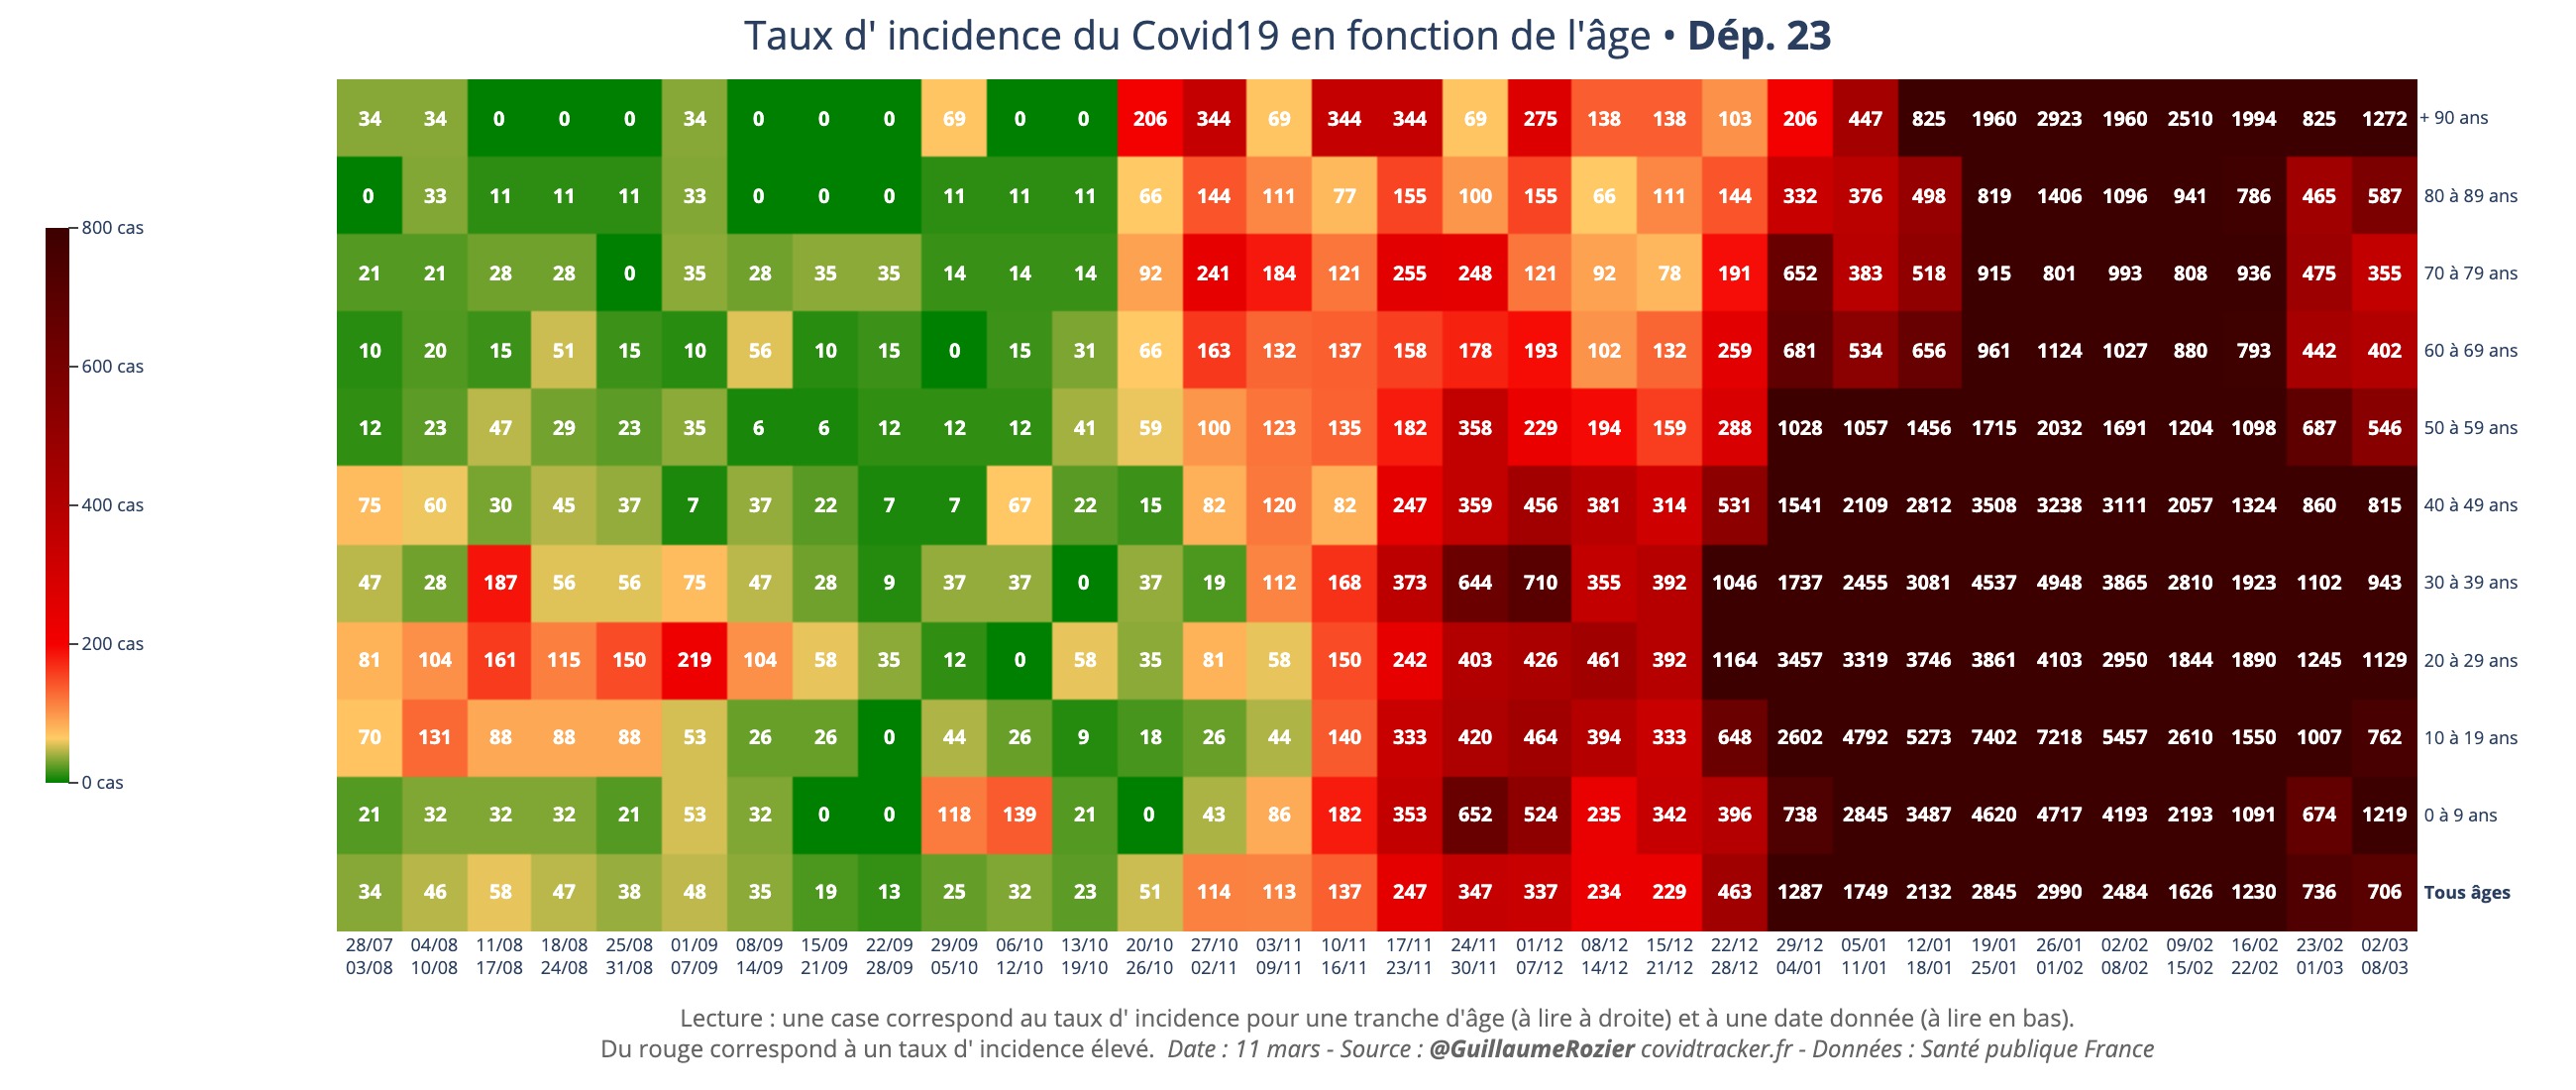 Taux d' incidence du Covid19 en fonction de l'âge • Dép. 23
800 cas
600 cas
400 cas
200 cas
0 cas
34 34 0 0 0 34 0 0 0 69 0 0 206 344 69 344 344 69 275 138 138 103 206 447 825 1960 2923 1960 2510 1994 825 1272 + 90 ans
0 33 11 11 11 33 0 0 0 11 11 11 66 144 111 77 155 100 155 66 111 144 332 376 498 819 1406 1096 941 786 465 587 80 à 89 ans
21 21 28 28 0 35 28 35 35 14 14 14 92 241 184 121 255 248 121 92 78 191 652 383 518 915 801 993 808 936 475 355 70 à 79 ans
10 20 15 51 15 10 56 10 15 0 15 31 66 163 132 137 158 178 193 102 132 259 681 534 656 961 1124 1027 880 793 442 402 60 à 69 ans
12 23 47 29 23 35 6 6 12 12 12 41 59 100 123 135 182 358 229 194 159 288 1028 1057 1456 1715 2032 1691 1204 1098 687 546 50 à 59 ans
75 60 30 45 37 7 37 22 7 7 67 22 15 82 120 82 247 359 456 381 314 531 1541 2109 2812 3508 3238 3111 2057 1324 860 815 40 à 49 ans
47 28 187 56 56 75 47 28 9 37 37 0 37 19 112 168 373 644 710 355 392 1046 1737 2455 3081 4537 4948 3865 2810 1923 1102 943 30 à 39 ans
81 104 161 115 150 219 104 58 35 12 0 58 35 81 58 150 242 403 426 461 392 1164 3457 3319 3746 3861 4103 2950 1844 1890 1245 1129 20 à 29 ans
70 131 88 88 88 53 26 26 0 44 26 9 18 26 44 140 333 420 464 394 333 648 2602 4792 5273 7402 7218 5457 2610 1550 1007 762 10 à 19 ans
21 32 32 32 21 53 32 0 0 118 139 21 0 43 86 182 353 652 524 235 342 396 738 2845 3487 4620 4717 4193 2193 1091 674 1219 0 à 9 ans
34 46 58 47 38 48 35 19 13 25 32 23 51 114 113 137 247 347 337 234 229 463 1287 1749 2132 2845 2990 2484 1626 1230 736 706 Tous âges
28/07 04/08 11/08 18/08 25/08 01/09 08/09 15/09 22/09 29/09 06/10 13/10 20/10 27/10 03/11 10/11 17/11 24/11 01/12 08/12 15/12 22/12 29/12 05/01 12/01 19/01 26/01 02/02 09/02 16/02 23/02 02/03
03/08 10/08 17/08 24/08 31/08 07/09 14/09 21/09 28/09 05/10 12/10 19/10 26/10 02/11 09/11 16/11 23/11 30/11 07/12 14/12 21/12 28/12 04/01 11/01 18/01 25/01 01/02 08/02 15/02 22/02 01/03 08/03
Lecture : une case correspond au taux d' incidence pour une tranche d'âge (à lire à droite) et à une date donnée (à lire en bas).
Du rouge correspond à un taux d' incidence élevé. Date : 11 mars - Source : @GuillaumeRozier covidtracker.fr - Données : Santé publique France